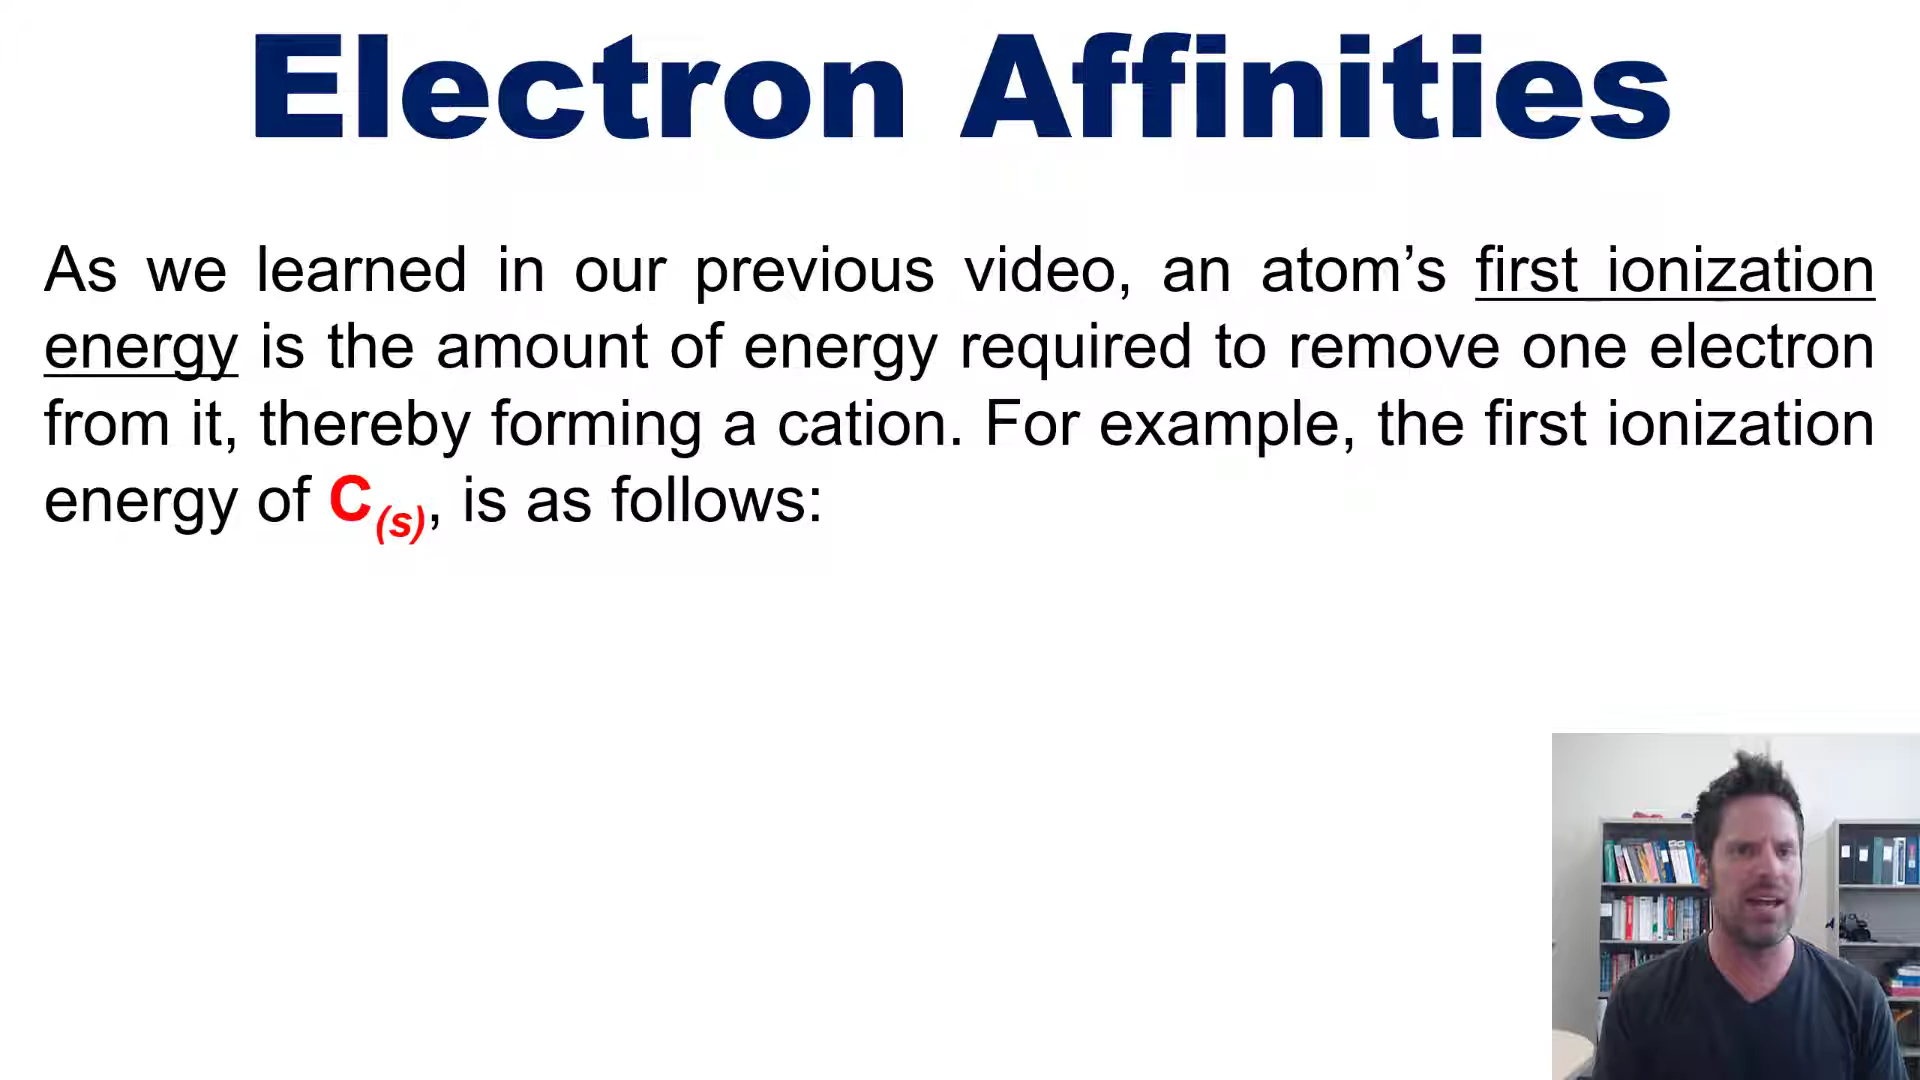 Electron Affinities
As we learned in our previous video, an atom’s first ionization
energy is the amount of energy required to remove one electron
from it, thereby forming a cation. For example, the first ionization
energy of C(s), is as follows: